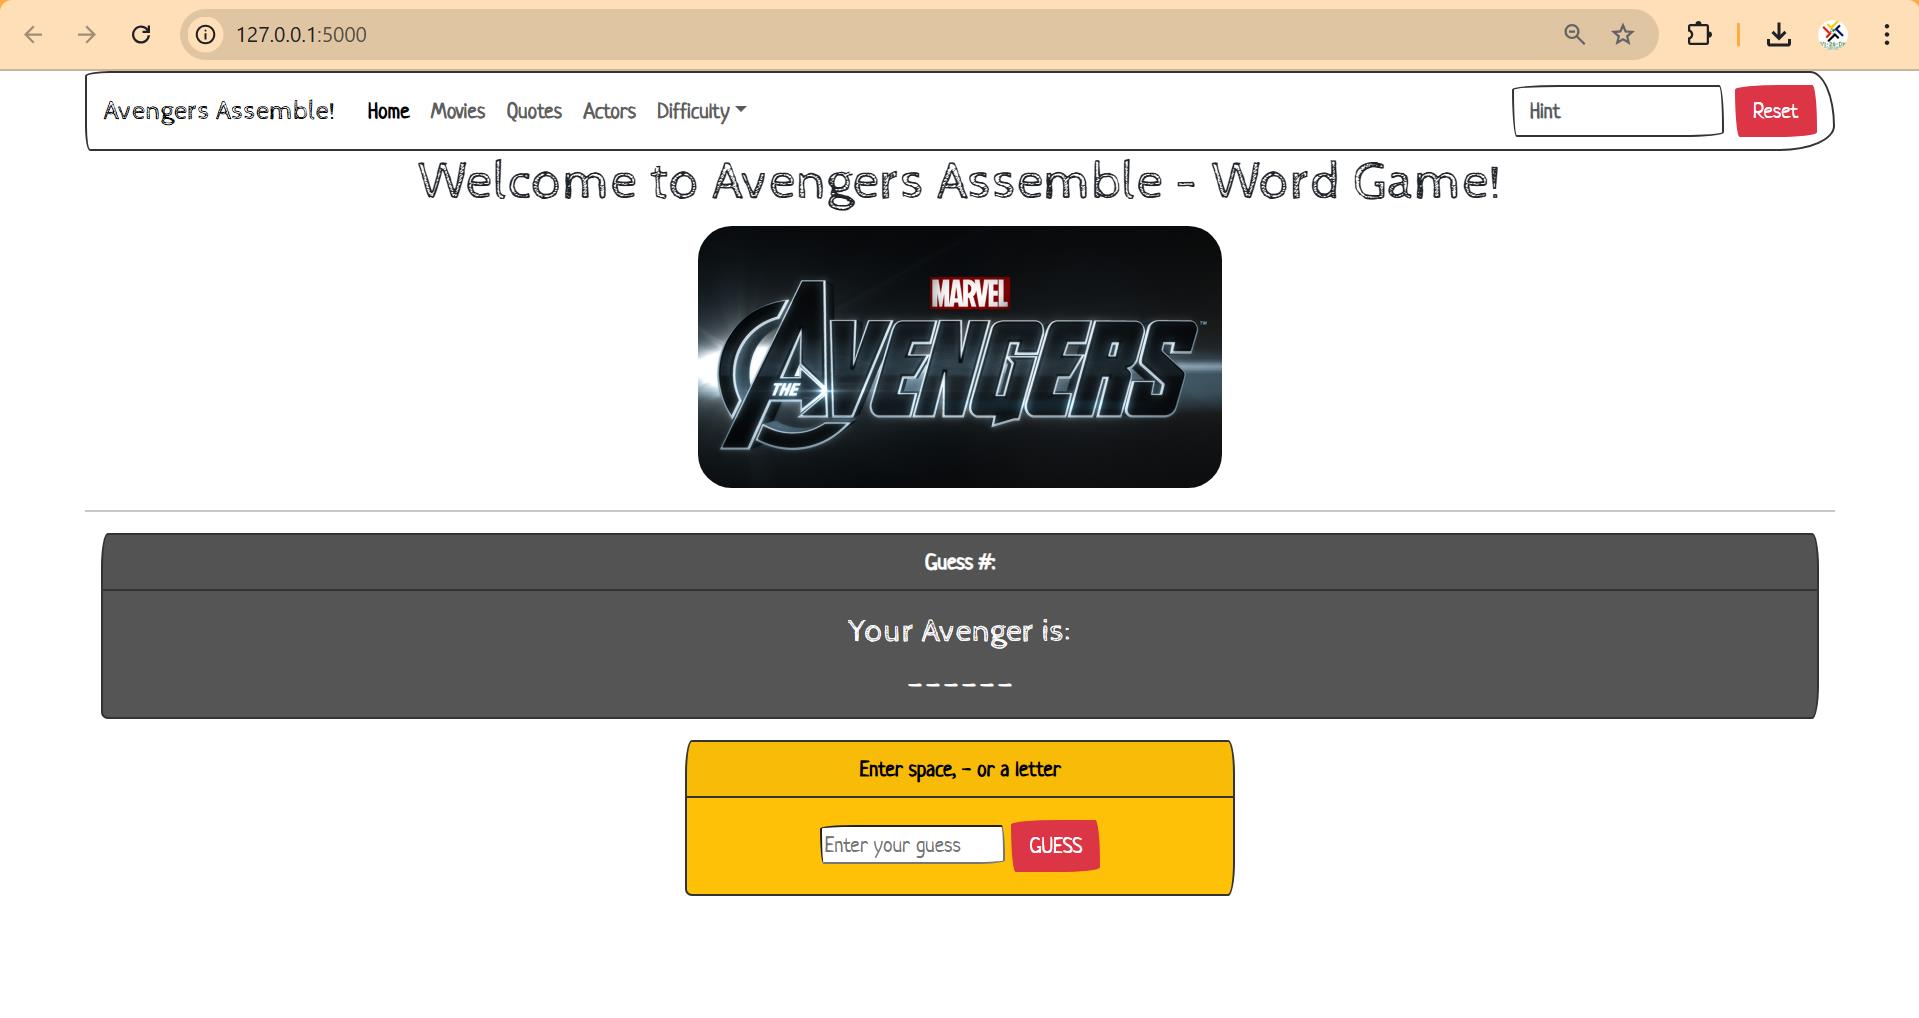 127.0.0.1:5000
Avengers Assemble! Home Movies Quotes Actors Difficulty Hint Reset
Welcome to Avengers Assemble - Word Game!
MARVEL
THE AVENGERS™
Guess #:
Your Avenger is:
_ _ _ _ _ _
Enter space, - or a letter
Enter your guess GUESS